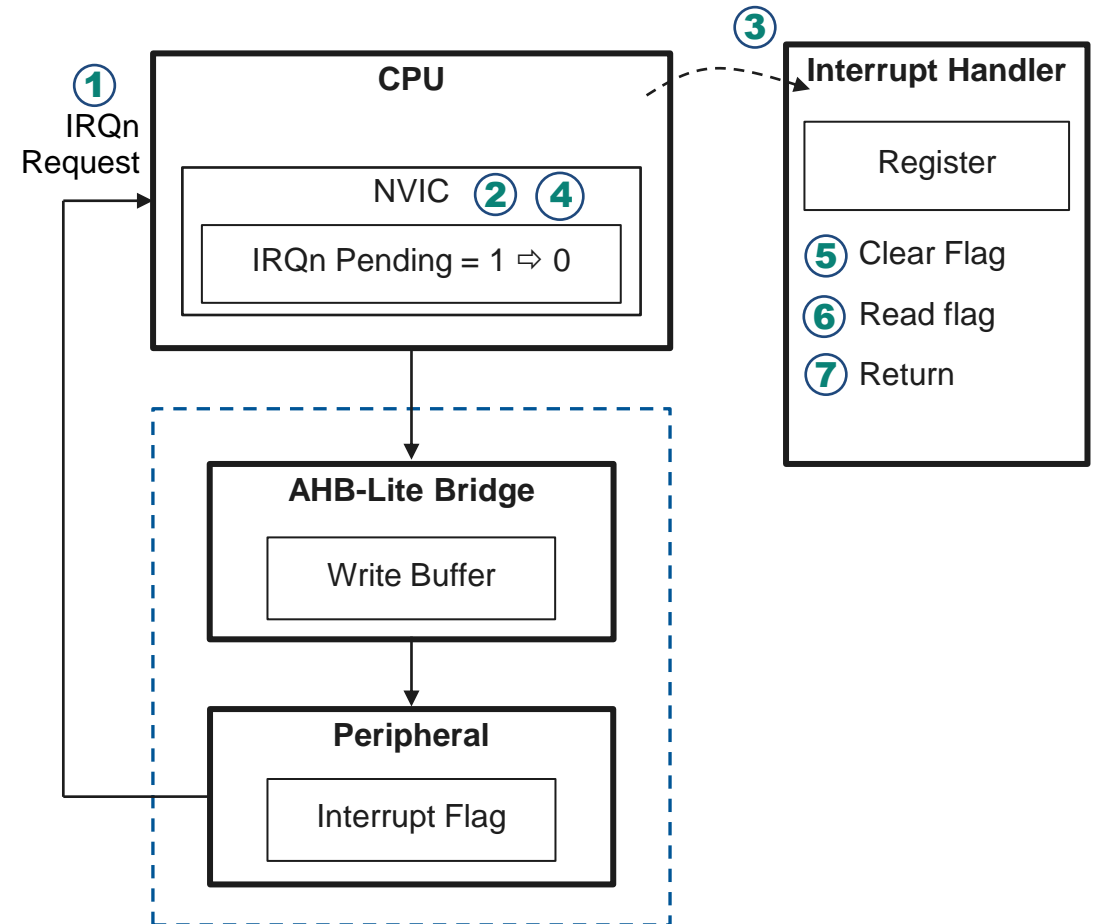 3
CPU
Interrupt Handler
1
IRQn
Request
Register
NVIC 2 4
IRQn Pending = 1 ⇨ 0
5 Clear Flag
6 Read flag
7 Return
AHB-Lite Bridge
Write Buffer
Peripheral
Interrupt Flag